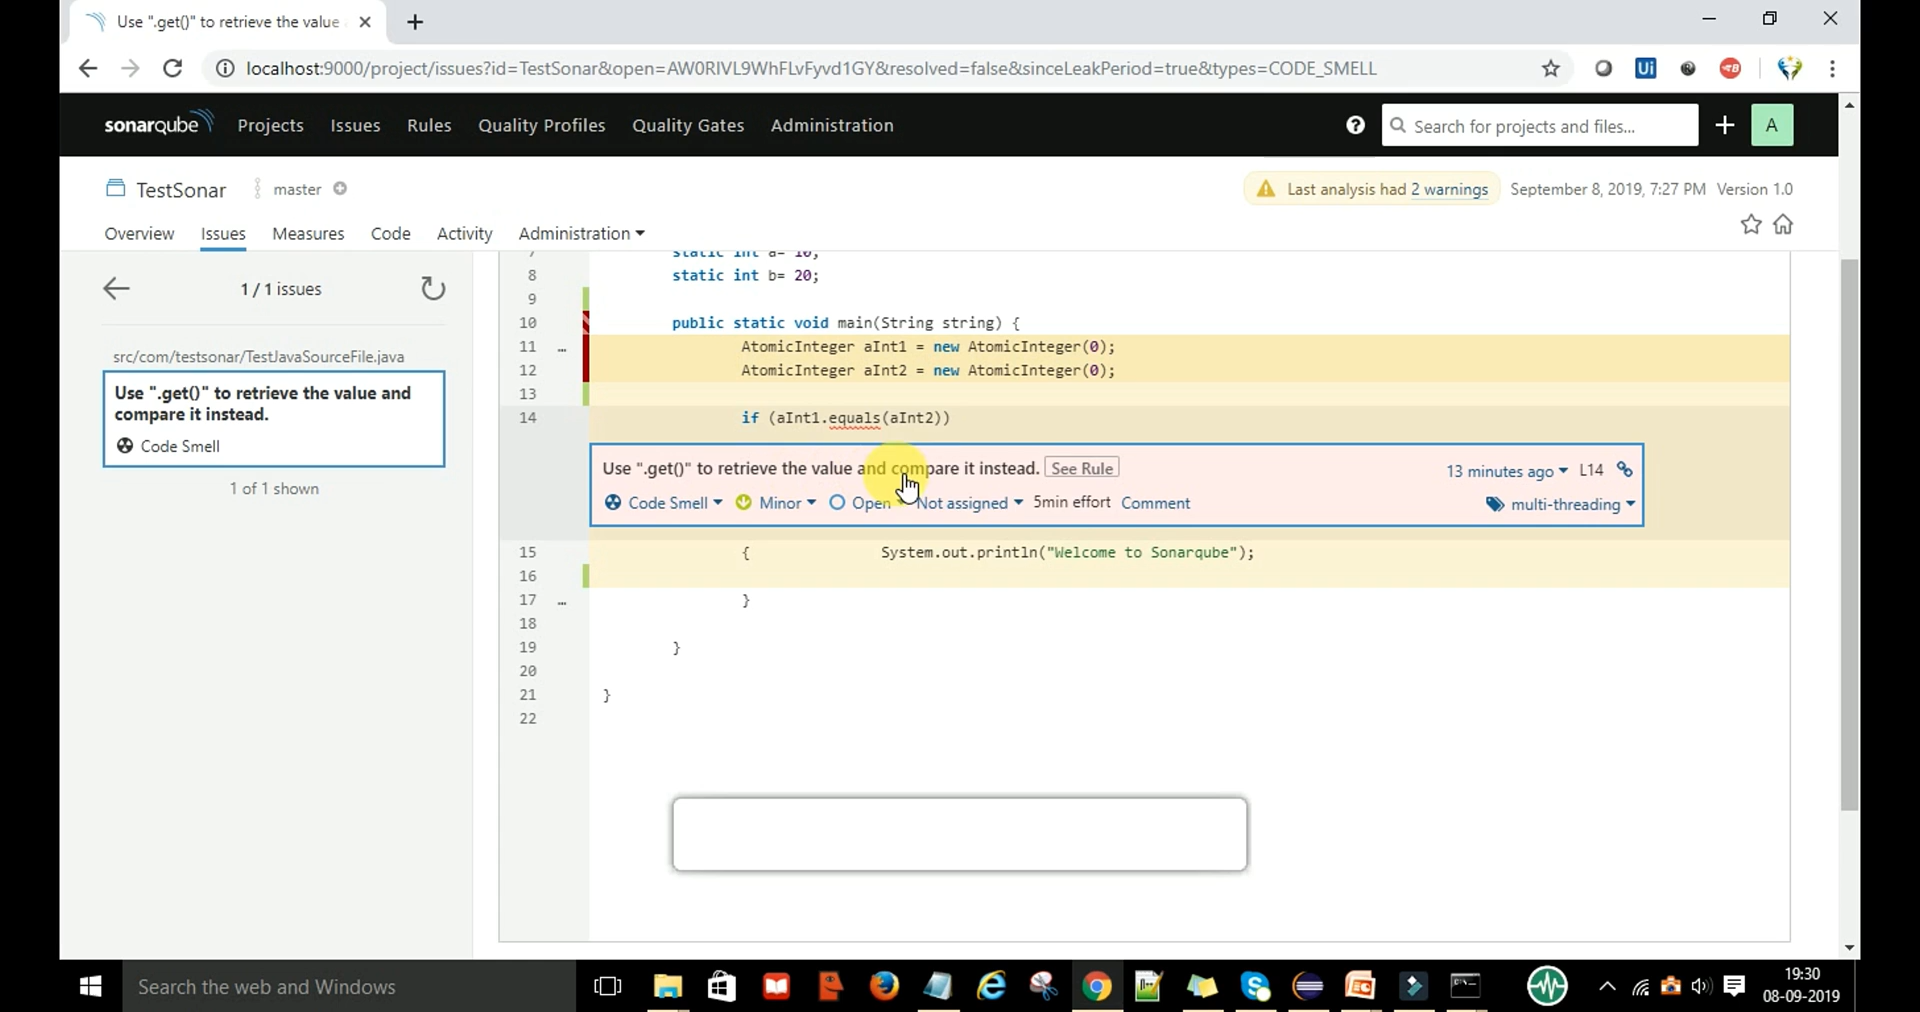 Use ".get()" to retrieve the value
localhost:9000/project/issues?id=TestSonar&open=AW0RIVL9WhFLvFyvd1GY&resolved=false&sinceLeakPeriod=true&types=CODE_SMELL
sonarqube Projects Issues Rules Quality Profiles Quality Gates Administration Search for projects and files... A
TestSonar master Last analysis had 2 warnings September 8, 2019, 7:27 PM Version 1.0
Overview Issues Measures Code Activity Administration
1 / 1 issues
src/com/testsonar/TestJavaSourceFile.java
Use ".get()" to retrieve the value and
compare it instead.
Code Smell
1 of 1 shown
7 static int a= 10;
8 static int b= 20;
9
10 public static void main(String string) {
11 … AtomicInteger aInt1 = new AtomicInteger(0);
12 AtomicInteger aInt2 = new AtomicInteger(0);
13
14 if (aInt1.equals(aInt2))
Use ".get()" to retrieve the value and compare it instead. See Rule 13 minutes ago L14
Code Smell Minor Open Not assigned 5min effort Comment multi-threading
15 { System.out.println("Welcome to Sonarqube");
16
17 … }
18
19 }
20
21 }
22
Search the web and Windows
19:30
08-09-2019